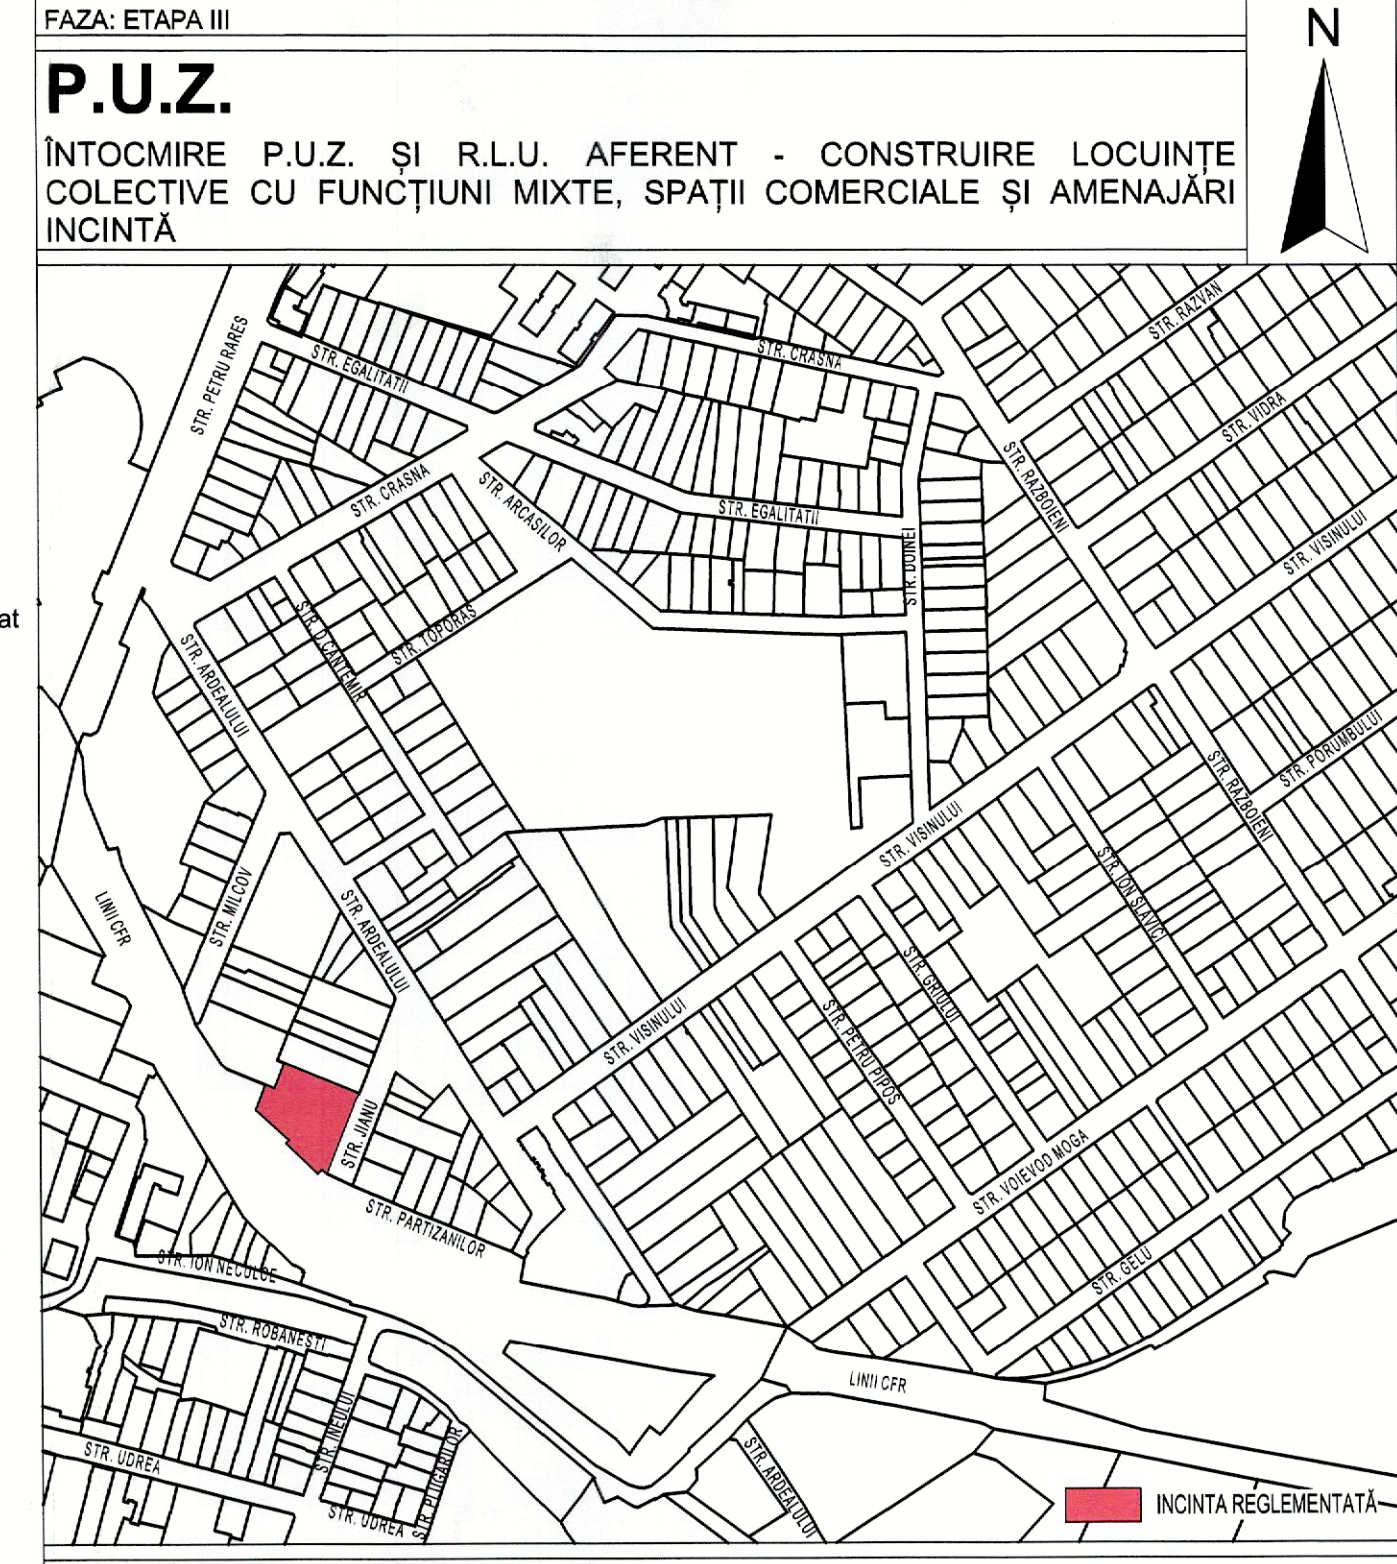 FAZA: ETAPA III
N
P.U.Z.
ÎNTOCMIRE P.U.Z. ȘI R.L.U. AFERENT - CONSTRUIRE LOCUINȚE
COLECTIVE CU FUNCȚIUNI MIXTE, SPAȚII COMERCIALE ȘI AMENAJĂRI
INCINTĂ
STR. RAZVAN
STR. PETRU RARES
STR. CRASNA
STR. EGALITATII
STR. VIDRA
STR. CRASNA
STR. RAZBOIENI
STR. ARCASILOR
STR. EGALITATII
STR. VISINULUI
STR. DOINEI
at
STR. D.CANTEMIR
STR. TOPORAS
STR. ARDEALULUI
STR. PORUMBULUI
STR. RAZBOIENI
STR. VISINULUI
STR. ION SLAVICI
STR. MILCOV
LINII CFR
STR. ARDEALULUI
STR. GRIULUI
STR. VISINULUI
STR. PETRU PIPOS
STR. JIANU
STR. VOIEVOD MOGA
STR. PARTIZANILOR
STR. ION NECULCE
STR. GELU
STR. ROBANESTI
LINII CFR
STR. INEULUI
STR. UDREA
STR. PLUGARILOR
STR. ARDEALULUI
STR. UDREA
INCINTA REGLEMENTATĂ